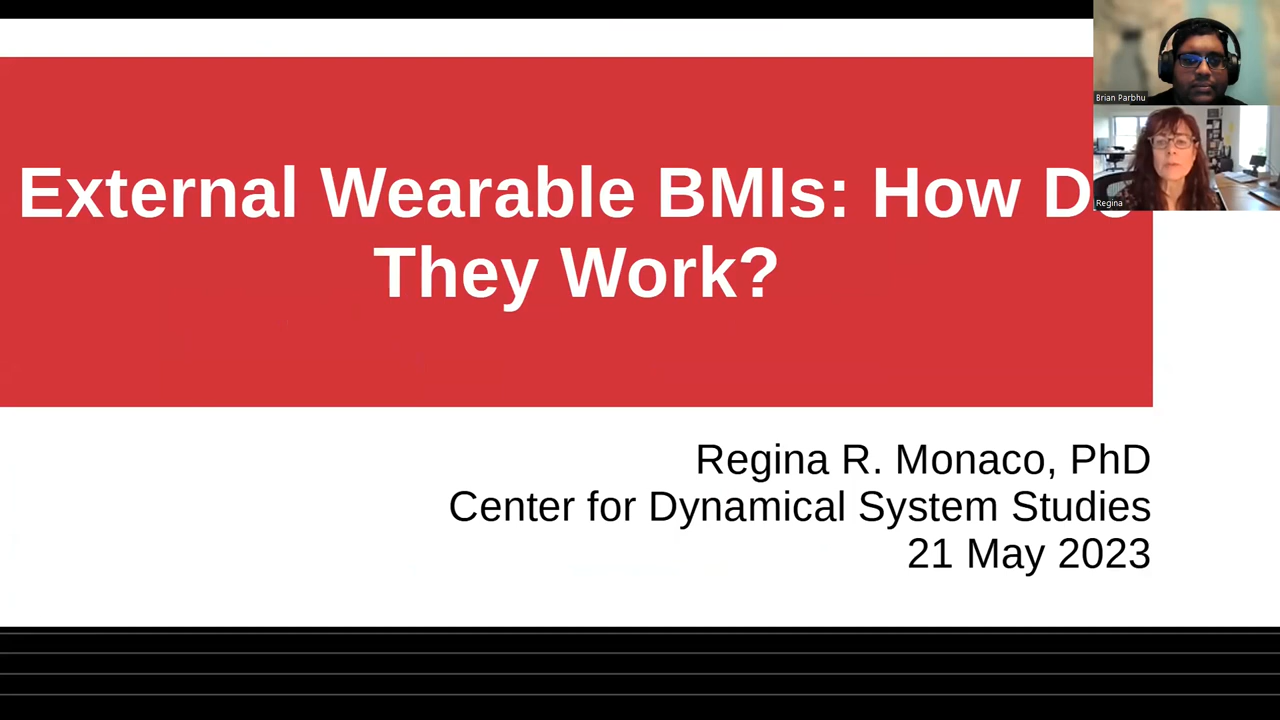 External Wearable BMIs: How Do
They Work?
Regina R. Monaco, PhD
Center for Dynamical System Studies
21 May 2023
Brian Parbhu
Regina